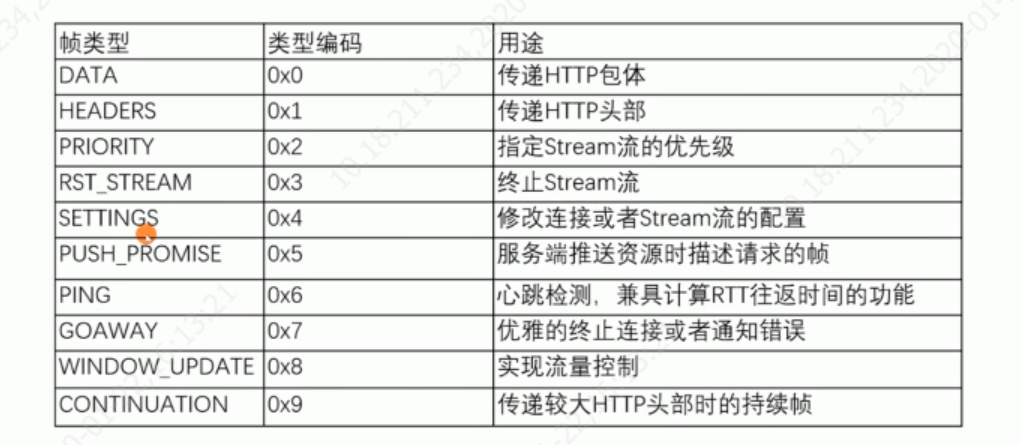 帧类型 类型编码 用途
DATA 0x0 传递HTTP包体
HEADERS 0x1 传递HTTP头部
PRIORITY 0x2 指定Stream流的优先级
RST_STREAM 0x3 终止Stream流
SETTINGS 0x4 修改连接或者Stream流的配置
PUSH_PROMISE 0x5 服务端推送资源时描述请求的帧
PING 0x6 心跳检测，兼具计算RTT往返时间的功能
GOAWAY 0x7 优雅的终止连接或者通知错误
WINDOW_UPDATE 0x8 实现流量控制
CONTINUATION 0x9 传递较大HTTP头部时的持续帧